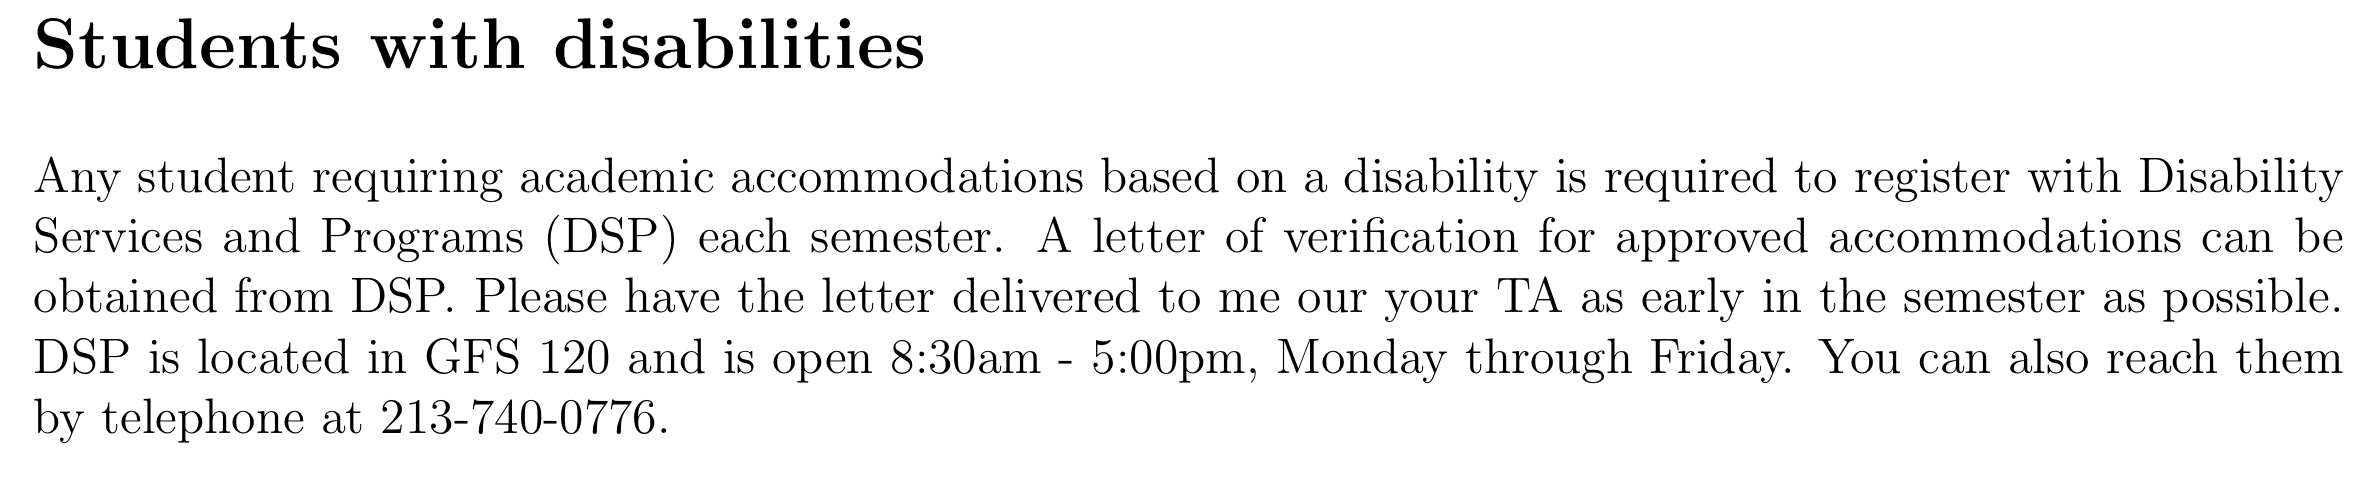 Students with disabilities
Any student requiring academic accommodations based on a disability is required to register with Disability
Services and Programs (DSP) each semester. A letter of verification for approved accommodations can be
obtained from DSP. Please have the letter delivered to me our your TA as early in the semester as possible.
DSP is located in GFS 120 and is open 8:30am - 5:00pm, Monday through Friday. You can also reach them
by telephone at 213-740-0776.